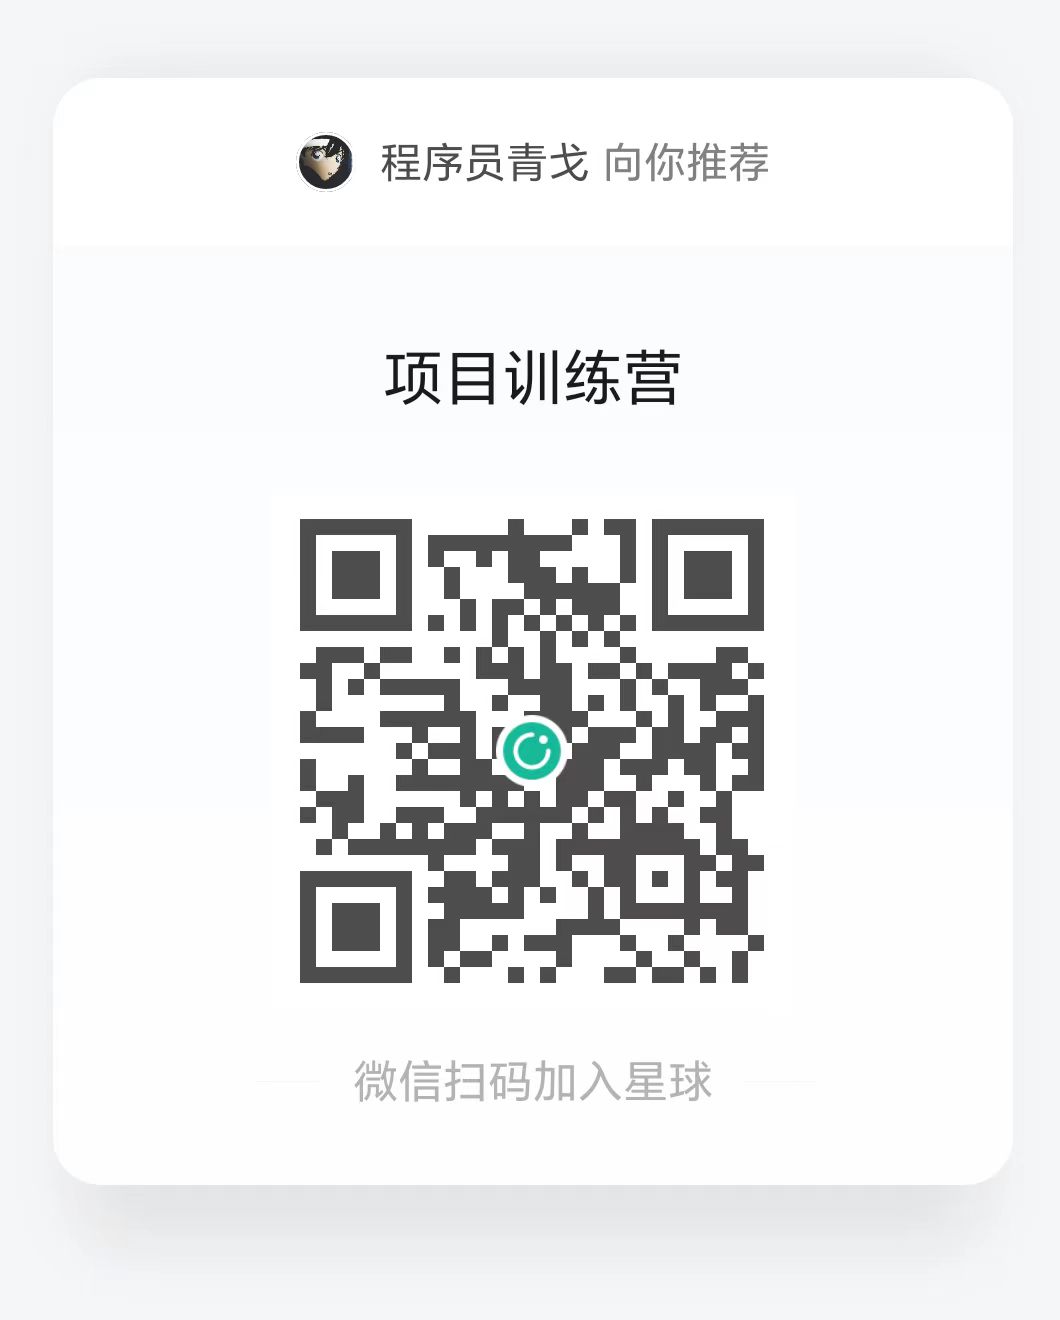 程序员青戈 向你推荐
项目训练营
微信扫码加入星球